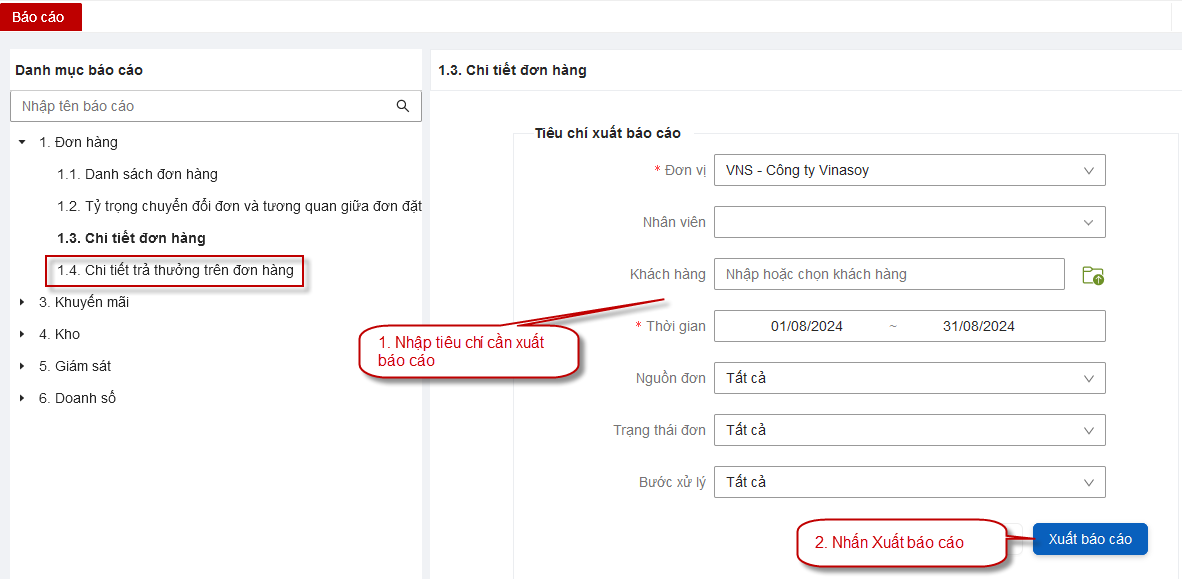 Báo cáo
Danh mục báo cáo
Nhập tên báo cáo
1. Đơn hàng
1.1. Danh sách đơn hàng
1.2. Tỷ trọng chuyển đổi đơn và tương quan giữa đơn đặt
1.3. Chi tiết đơn hàng
1.4. Chi tiết trả thưởng trên đơn hàng
3. Khuyến mãi
4. Kho
5. Giám sát
6. Doanh số
1.3. Chi tiết đơn hàng
Tiêu chí xuất báo cáo
* Đơn vị VNS - Công ty Vinasoy
Nhân viên
Khách hàng Nhập hoặc chọn khách hàng
* Thời gian 01/08/2024 ~ 31/08/2024
1. Nhập tiêu chí cần xuất
báo cáo
Nguồn đơn Tất cả
Trạng thái đơn Tất cả
Bước xử lý Tất cả
2. Nhấn Xuất báo cáo
Xuất báo cáo